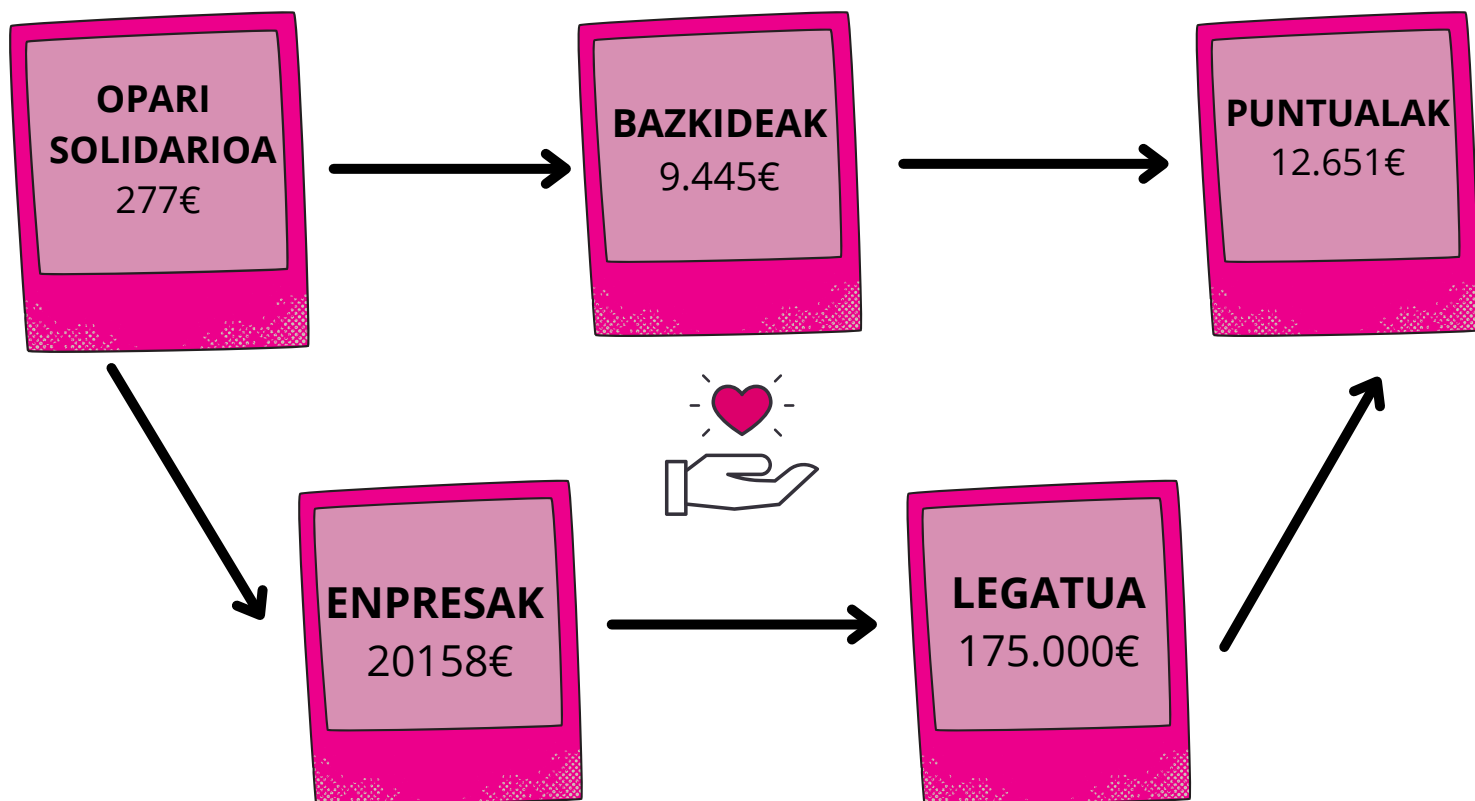 OPARI
SOLIDARIOA
277€
BAZKIDEAK
9.445€
PUNTUALAK
12.651€
ENPRESAK
20158€
LEGATUA
175.000€